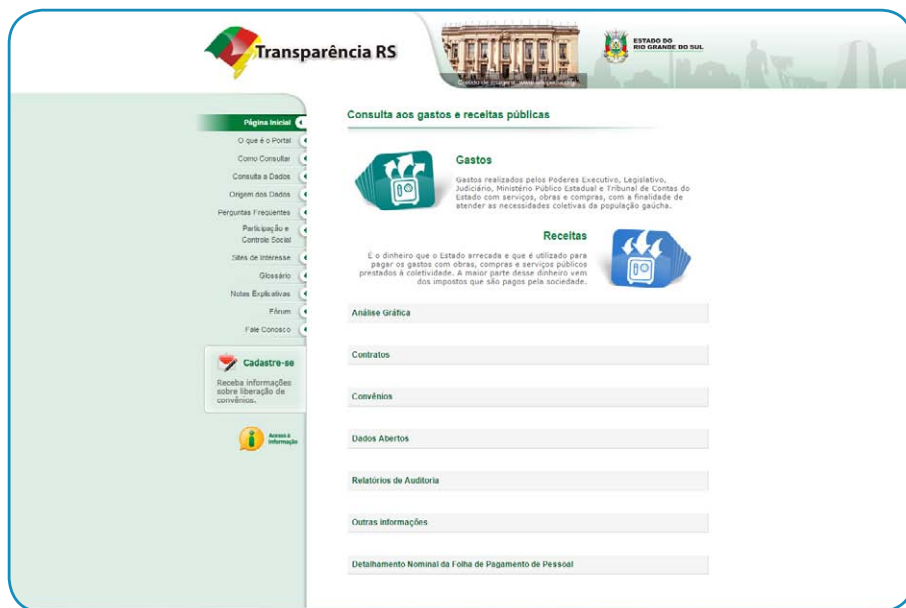 Transparência RS
ESTADO DO
RIO GRANDE DO SUL
Página Inicial
O que é o Portal
Como Consultar
Consulta a Dados
Origem dos Dados
Perguntas Frequentes
Participação e
Controle Social
Sites de Interesse
Glossário
Notas Explicativas
Fórum
Fale Conosco
Cadastre-se
Receba informações
sobre liberação de
convênios.
Acesso à
Informação
Consulta aos gastos e receitas públicas
Gastos
Gastos realizados pelos Poderes Executivo, Legislativo,
Judiciário, Ministério Público Estadual e Tribunal de Contas do
Estado com serviços, obras e compras, com a finalidade de
atender as necessidades coletivas da população gaúcha.
Receitas
É o dinheiro que o Estado arrecada e que é utilizado para
pagar os gastos com obras, compras e serviços públicos
prestados à coletividade. A maior parte desse dinheiro vem
dos impostos que são pagos pela sociedade.
Análise Gráfica
Contratos
Convênios
Dados Abertos
Relatórios de Auditoria
Outras informações
Detalhamento Nominal da Folha de Pagamento de Pessoal